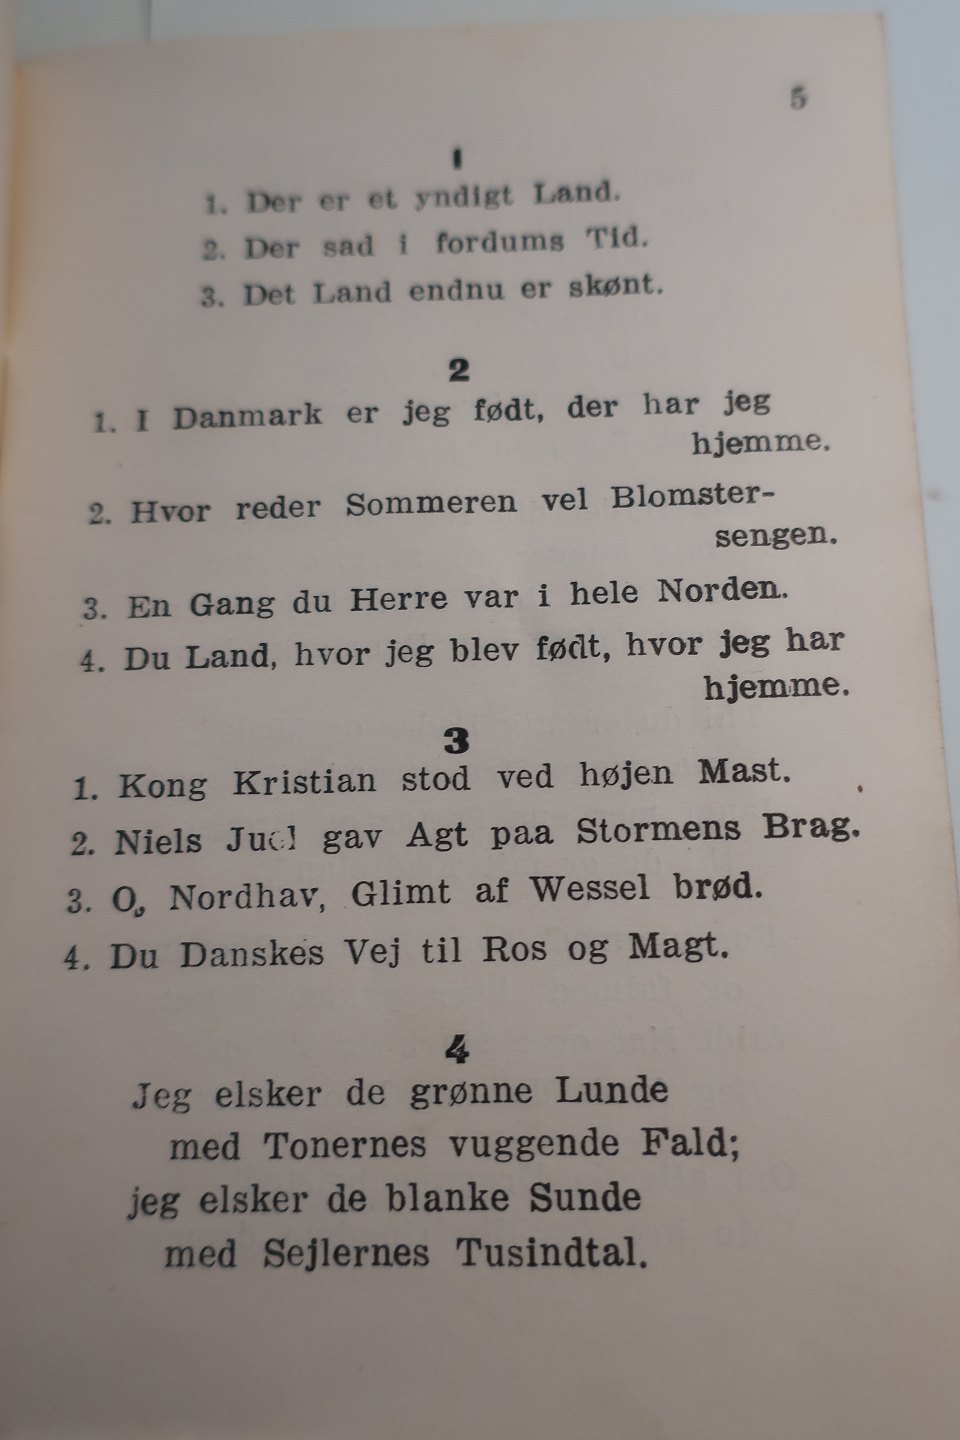 5
1
1. Der er et yndigt Land.
2. Der sad i fordums Tid.
3. Det Land endnu er skønt.
2
1. I Danmark er jeg født, der har jeg
hjemme.
2. Hvor reder Sommeren vel Blomster-
sengen.
3. En Gang du Herre var i hele Norden.
4. Du Land, hvor jeg blev født, hvor jeg har
hjemme.
3
1. Kong Kristian stod ved højen Mast.
2. Niels Juel gav Agt paa Stormens Brag.
3. O, Nordhav, Glimt af Wessel brød.
4. Du Danskes Vej til Ros og Magt.
4
Jeg elsker de grønne Lunde
med Tonernes vuggende Fald;
jeg elsker de blanke Sunde
med Sejlernes Tusindtal.